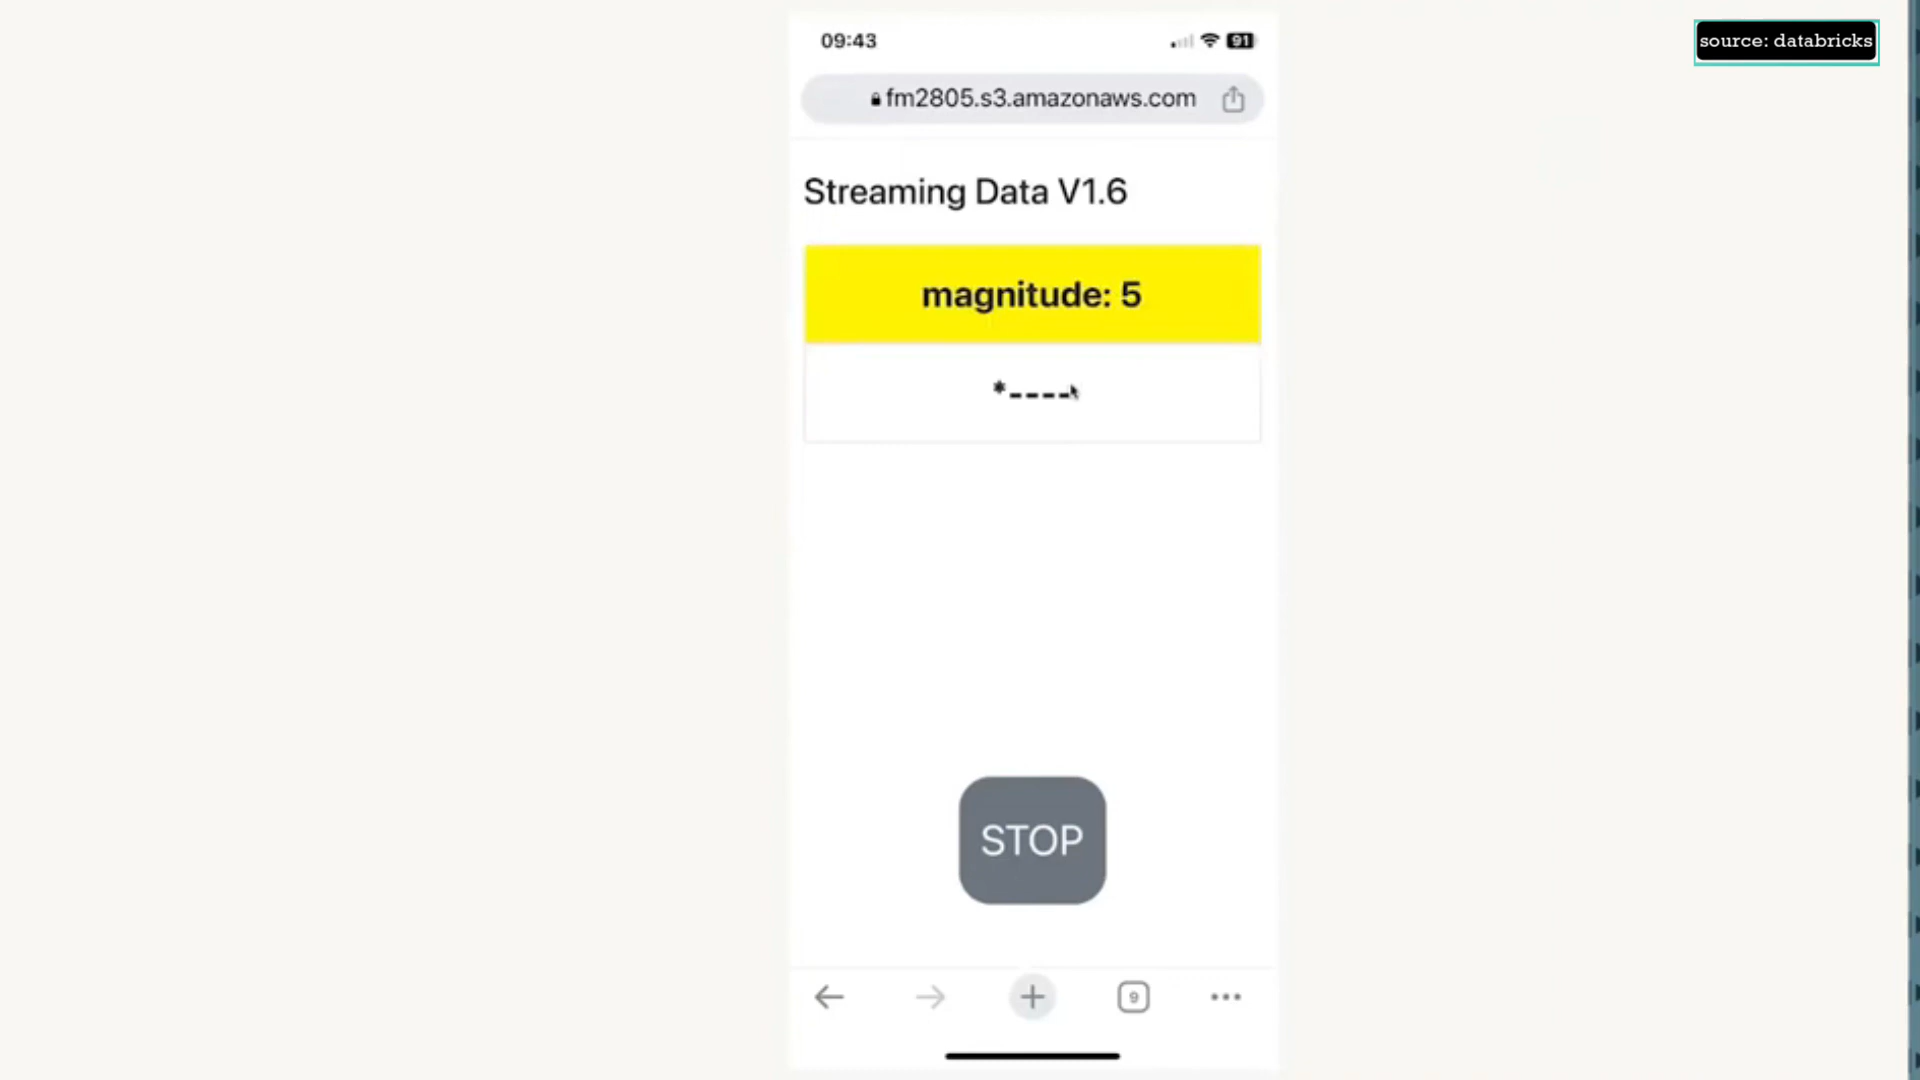 source: databricks
09:43
91
fm2805.s3.amazonaws.com
Streaming Data V1.6
magnitude: 5
*----
STOP
9